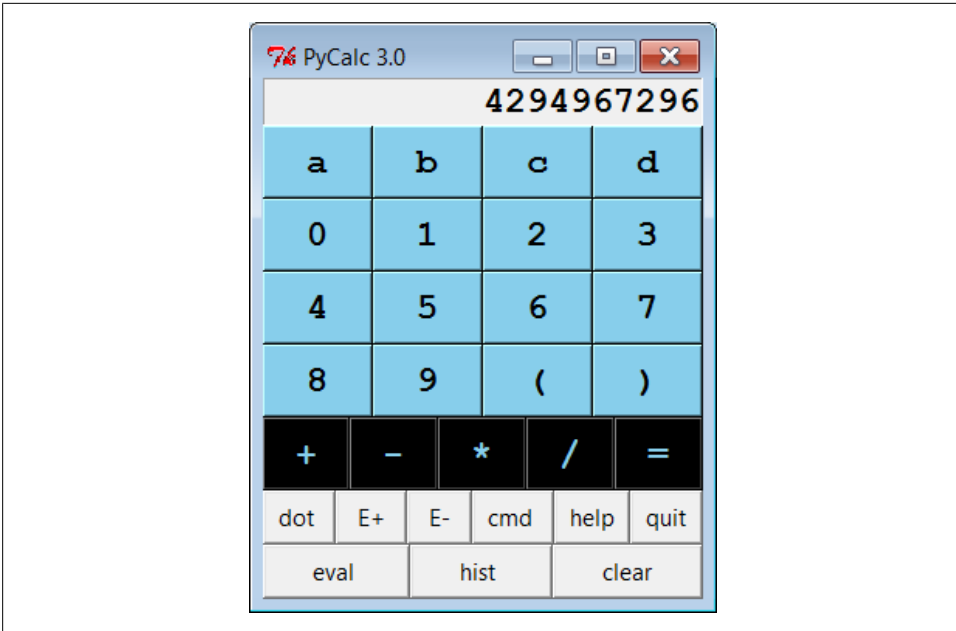 PyCalc 3.0
4294967296
a b c d
0 1 2 3
4 5 6 7
8 9 ( )
+ - * / =
dot E+ E- cmd help quit
eval hist clear